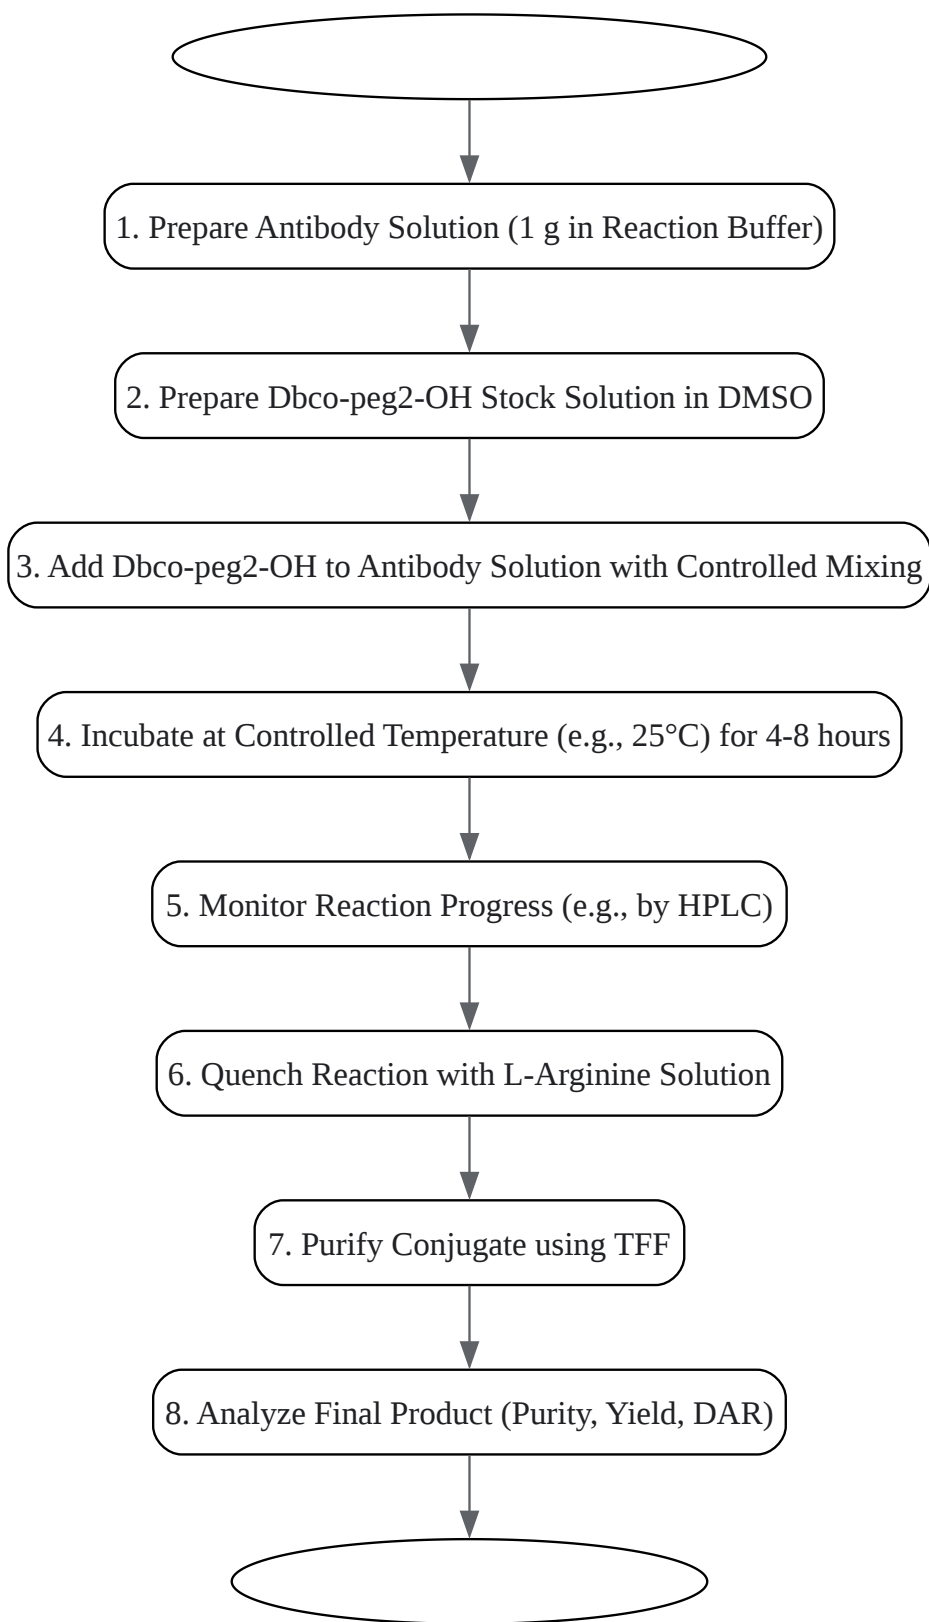 1. Prepare Antibody Solution (1 g in Reaction Buffer)
2. Prepare Dbco-peg2-OH Stock Solution in DMSO
3. Add Dbco-peg2-OH to Antibody Solution with Controlled Mixing
4. Incubate at Controlled Temperature (e.g., 25°C) for 4-8 hours
5. Monitor Reaction Progress (e.g., by HPLC)
6. Quench Reaction with L-Arginine Solution
7. Purify Conjugate using TFF
8. Analyze Final Product (Purity, Yield, DAR)